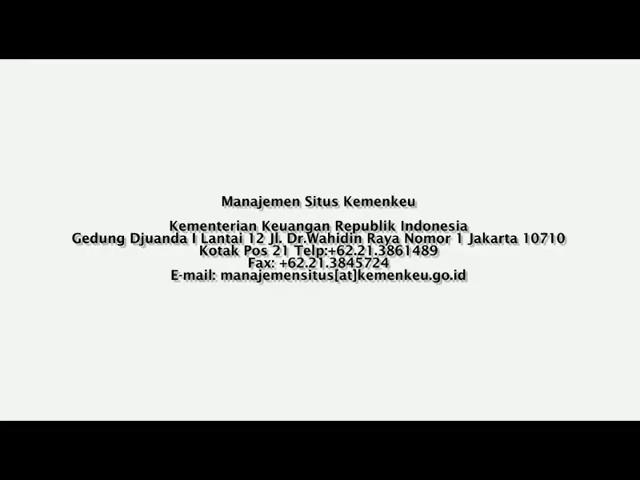 Manajemen Situs Kemenkeu
Kementerian Keuangan Republik Indonesia
Gedung Djuanda I Lantai 12 Jl. Dr.Wahidin Raya Nomor 1 Jakarta 10710
Kotak Pos 21 Telp:+62.21.3861489
Fax: +62.21.3845724
E-mail: manajemensitus[at]kemenkeu.go.id